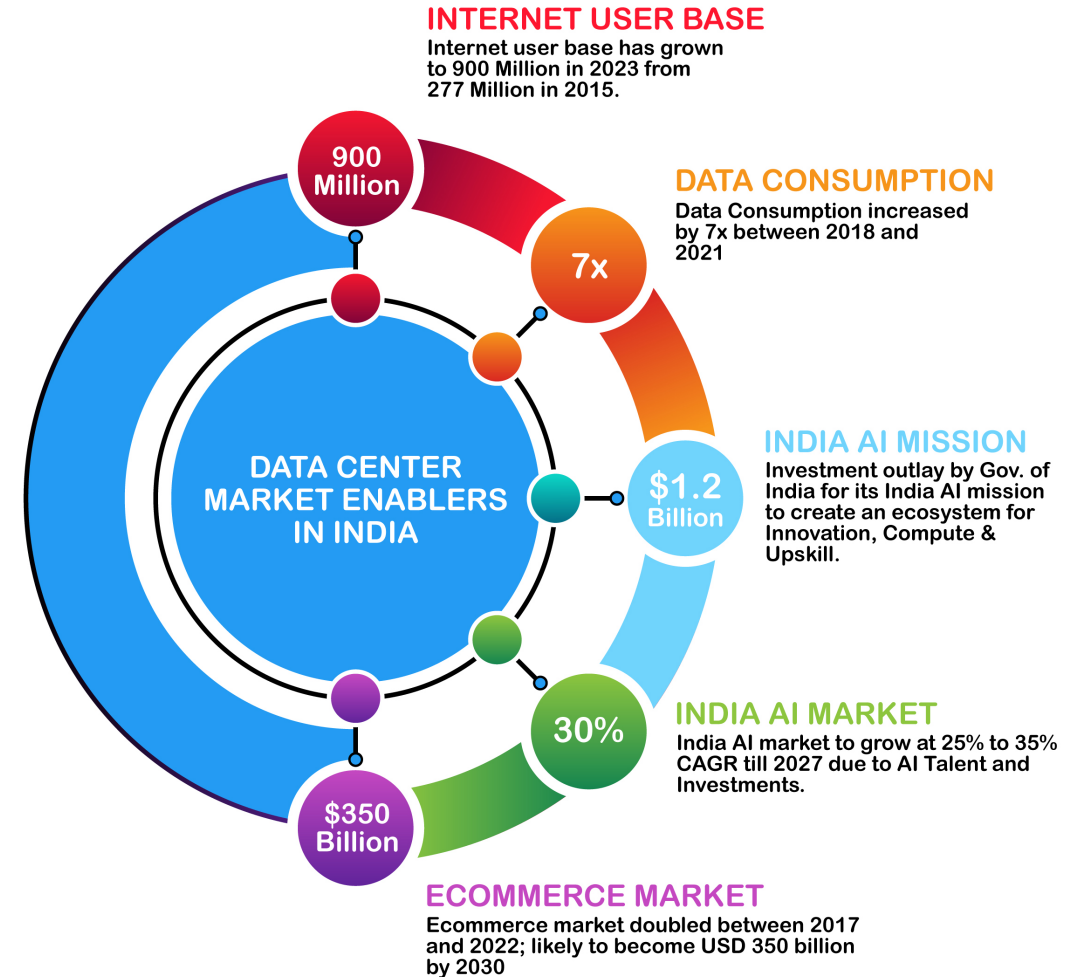 INTERNET USER BASE
Internet user base has grown
to 900 Million in 2023 from
277 Million in 2015.
900
Million
DATA CONSUMPTION
Data Consumption increased
by 7x between 2018 and
2021
7x
INDIA AI MISSION
Investment outlay by Gov. of
India for its India AI mission
to create an ecosystem for
Innovation, Compute &
Upskill.
$1.2
Billion
DATA CENTER
MARKET ENABLERS
IN INDIA
INDIA AI MARKET
India AI market to grow at 25% to 35%
CAGR till 2027 due to AI Talent and
Investments.
30%
$350
Billion
ECOMMERCE MARKET
Ecommerce market doubled between 2017
and 2022; likely to become USD 350 billion
by 2030